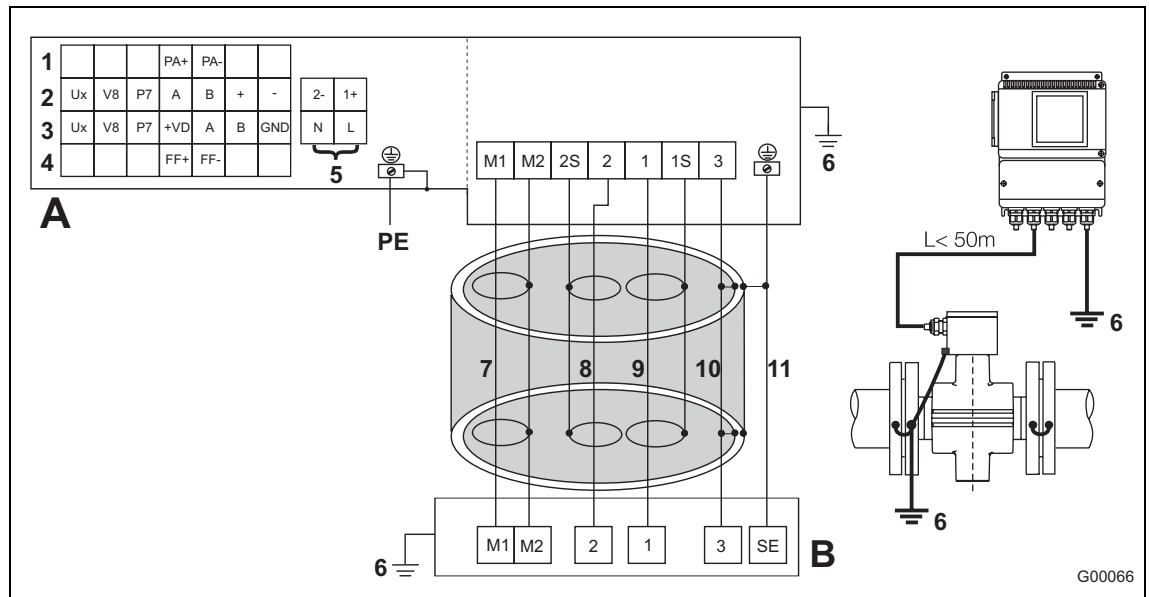 1 PA+ PA-
2 Ux V8 P7 A B + - 2- 1+
3 Ux V8 P7 +VD A B GND N L
4 FF+ FF-
5
6
A
PE
M1 M2 2S 2 1 1S 3
L< 50m
6
7 8 9 10 11
6
M1 M2 2 1 3 SE
B
6
G00066